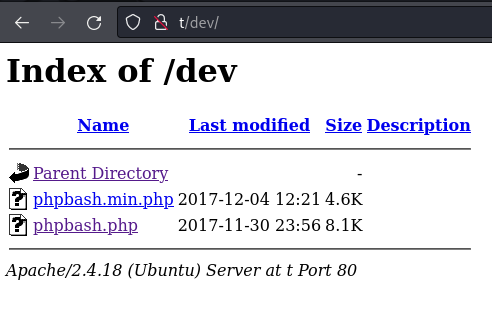 t/dev/
Index of /dev
Name Last modified Size Description
Parent Directory -
phpbash.min.php 2017-12-04 12:21 4.6K
phpbash.php 2017-11-30 23:56 8.1K
Apache/2.4.18 (Ubuntu) Server at t Port 80